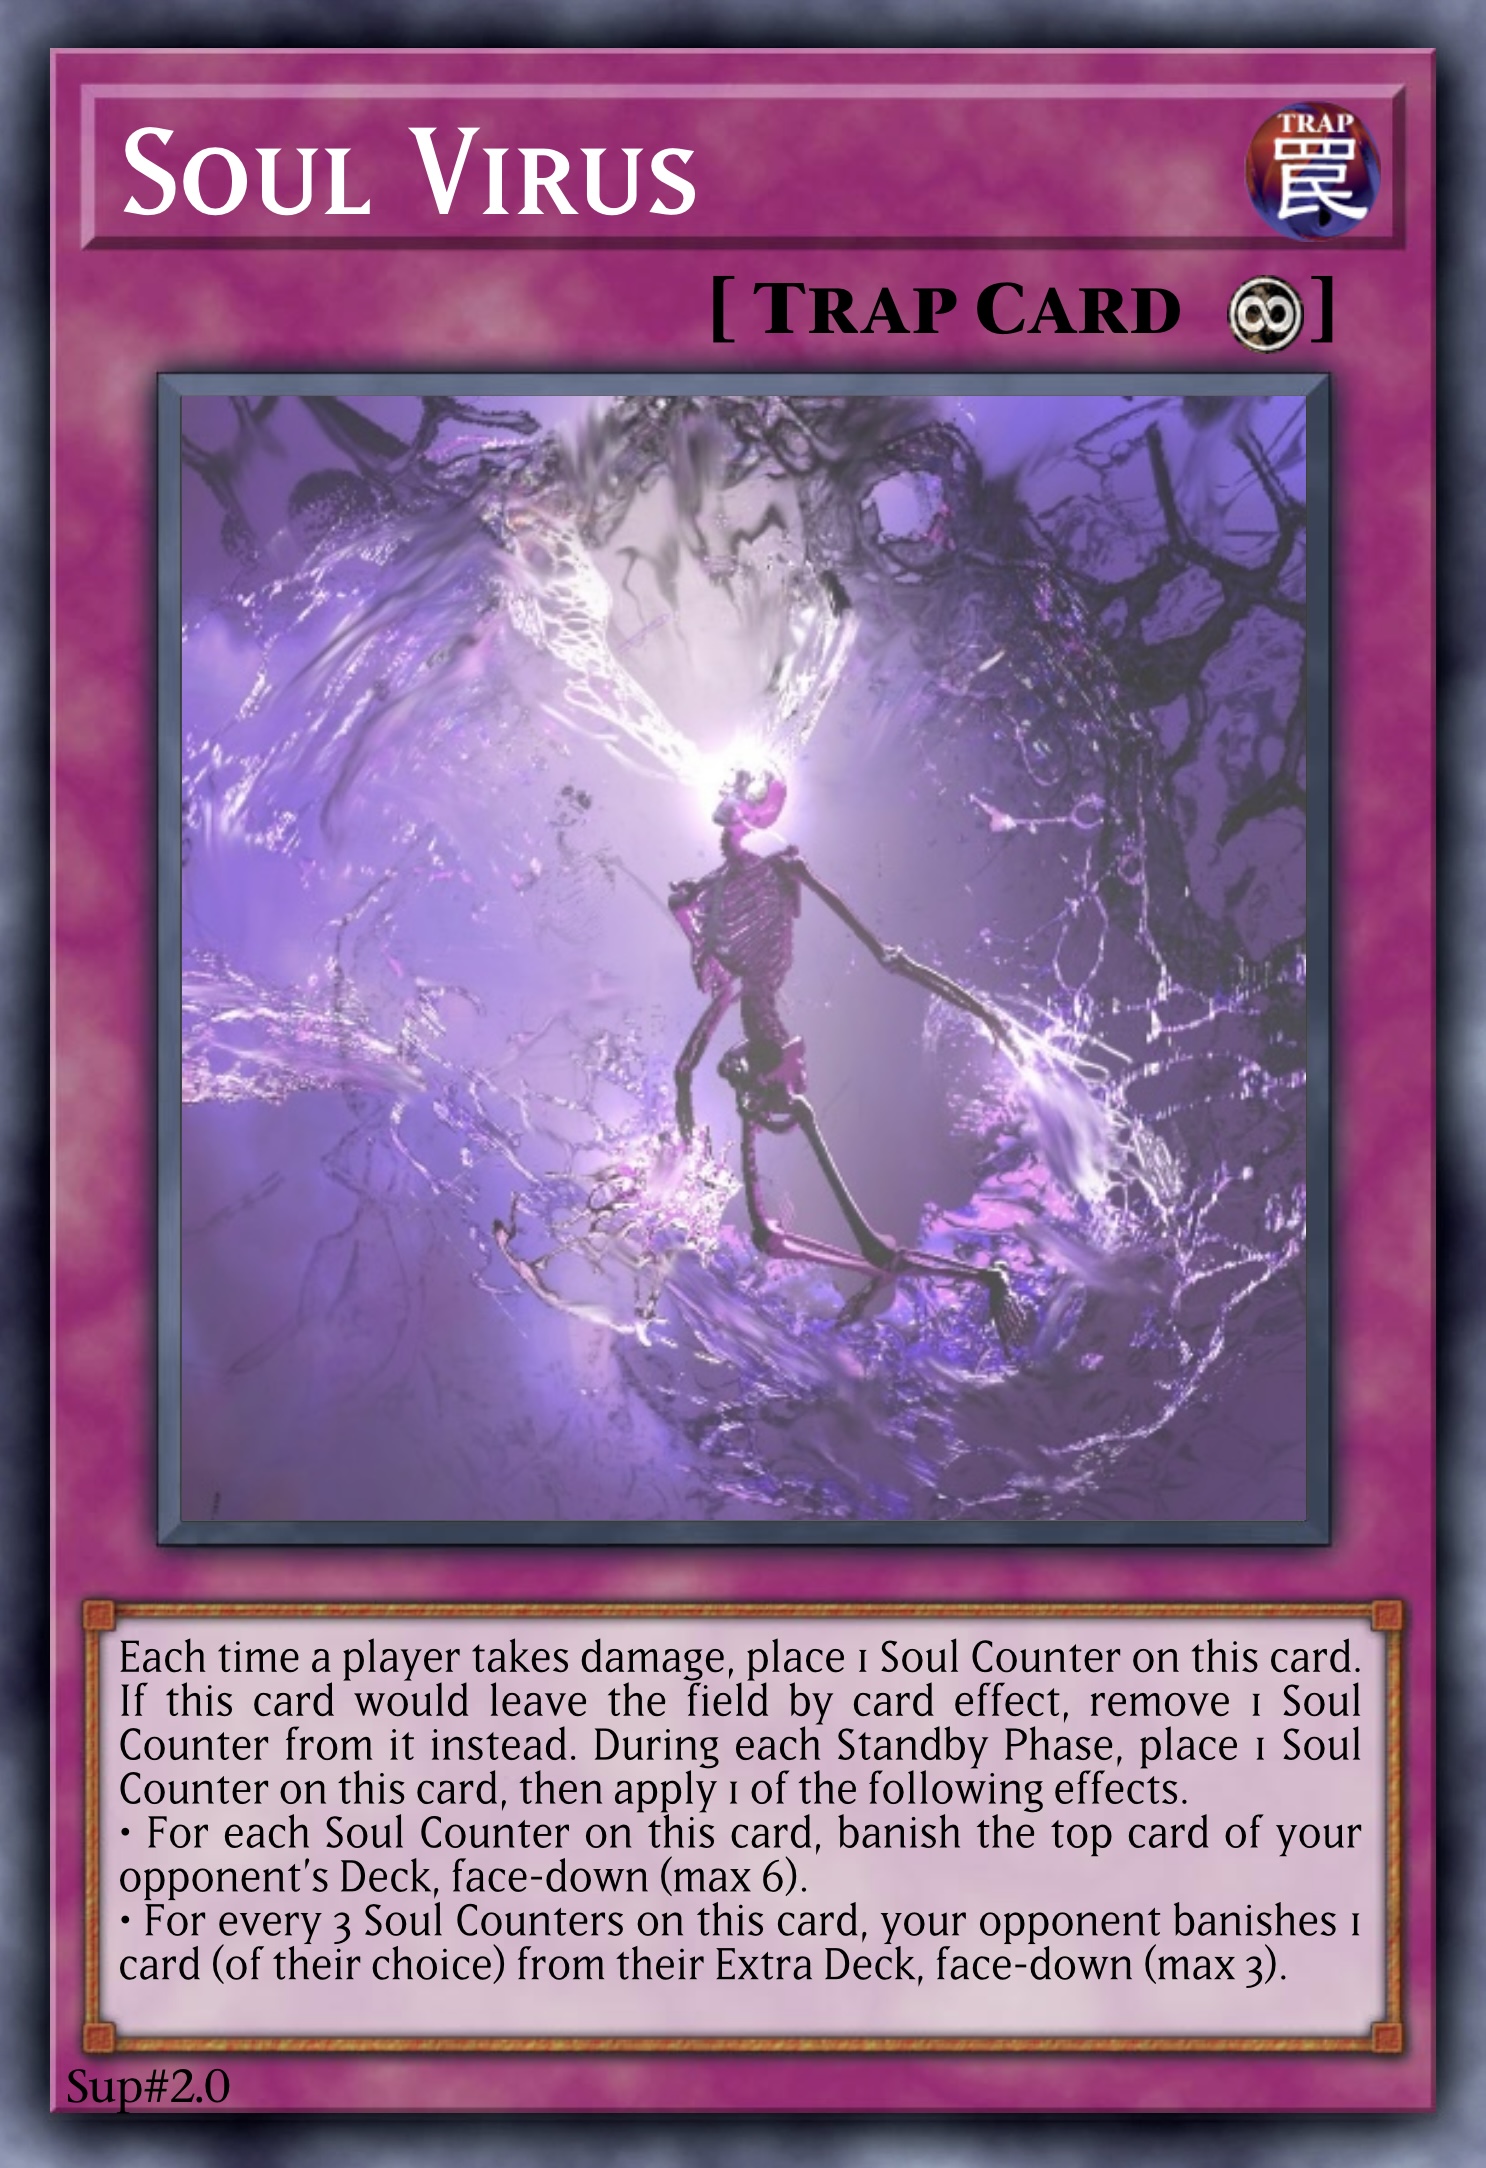 Soul Virus
TRAP
罠
[ Trap Card ]
Each time a player takes damage, place 1 Soul Counter on this card.
If this card would leave the field by card effect, remove 1 Soul
Counter from it instead. During each Standby Phase, place 1 Soul
Counter on this card, then apply 1 of the following effects.
• For each Soul Counter on this card, banish the top card of your
opponent's Deck, face-down (max 6).
• For every 3 Soul Counters on this card, your opponent banishes 1
card (of their choice) from their Extra Deck, face-down (max 3).
Sup#2.0